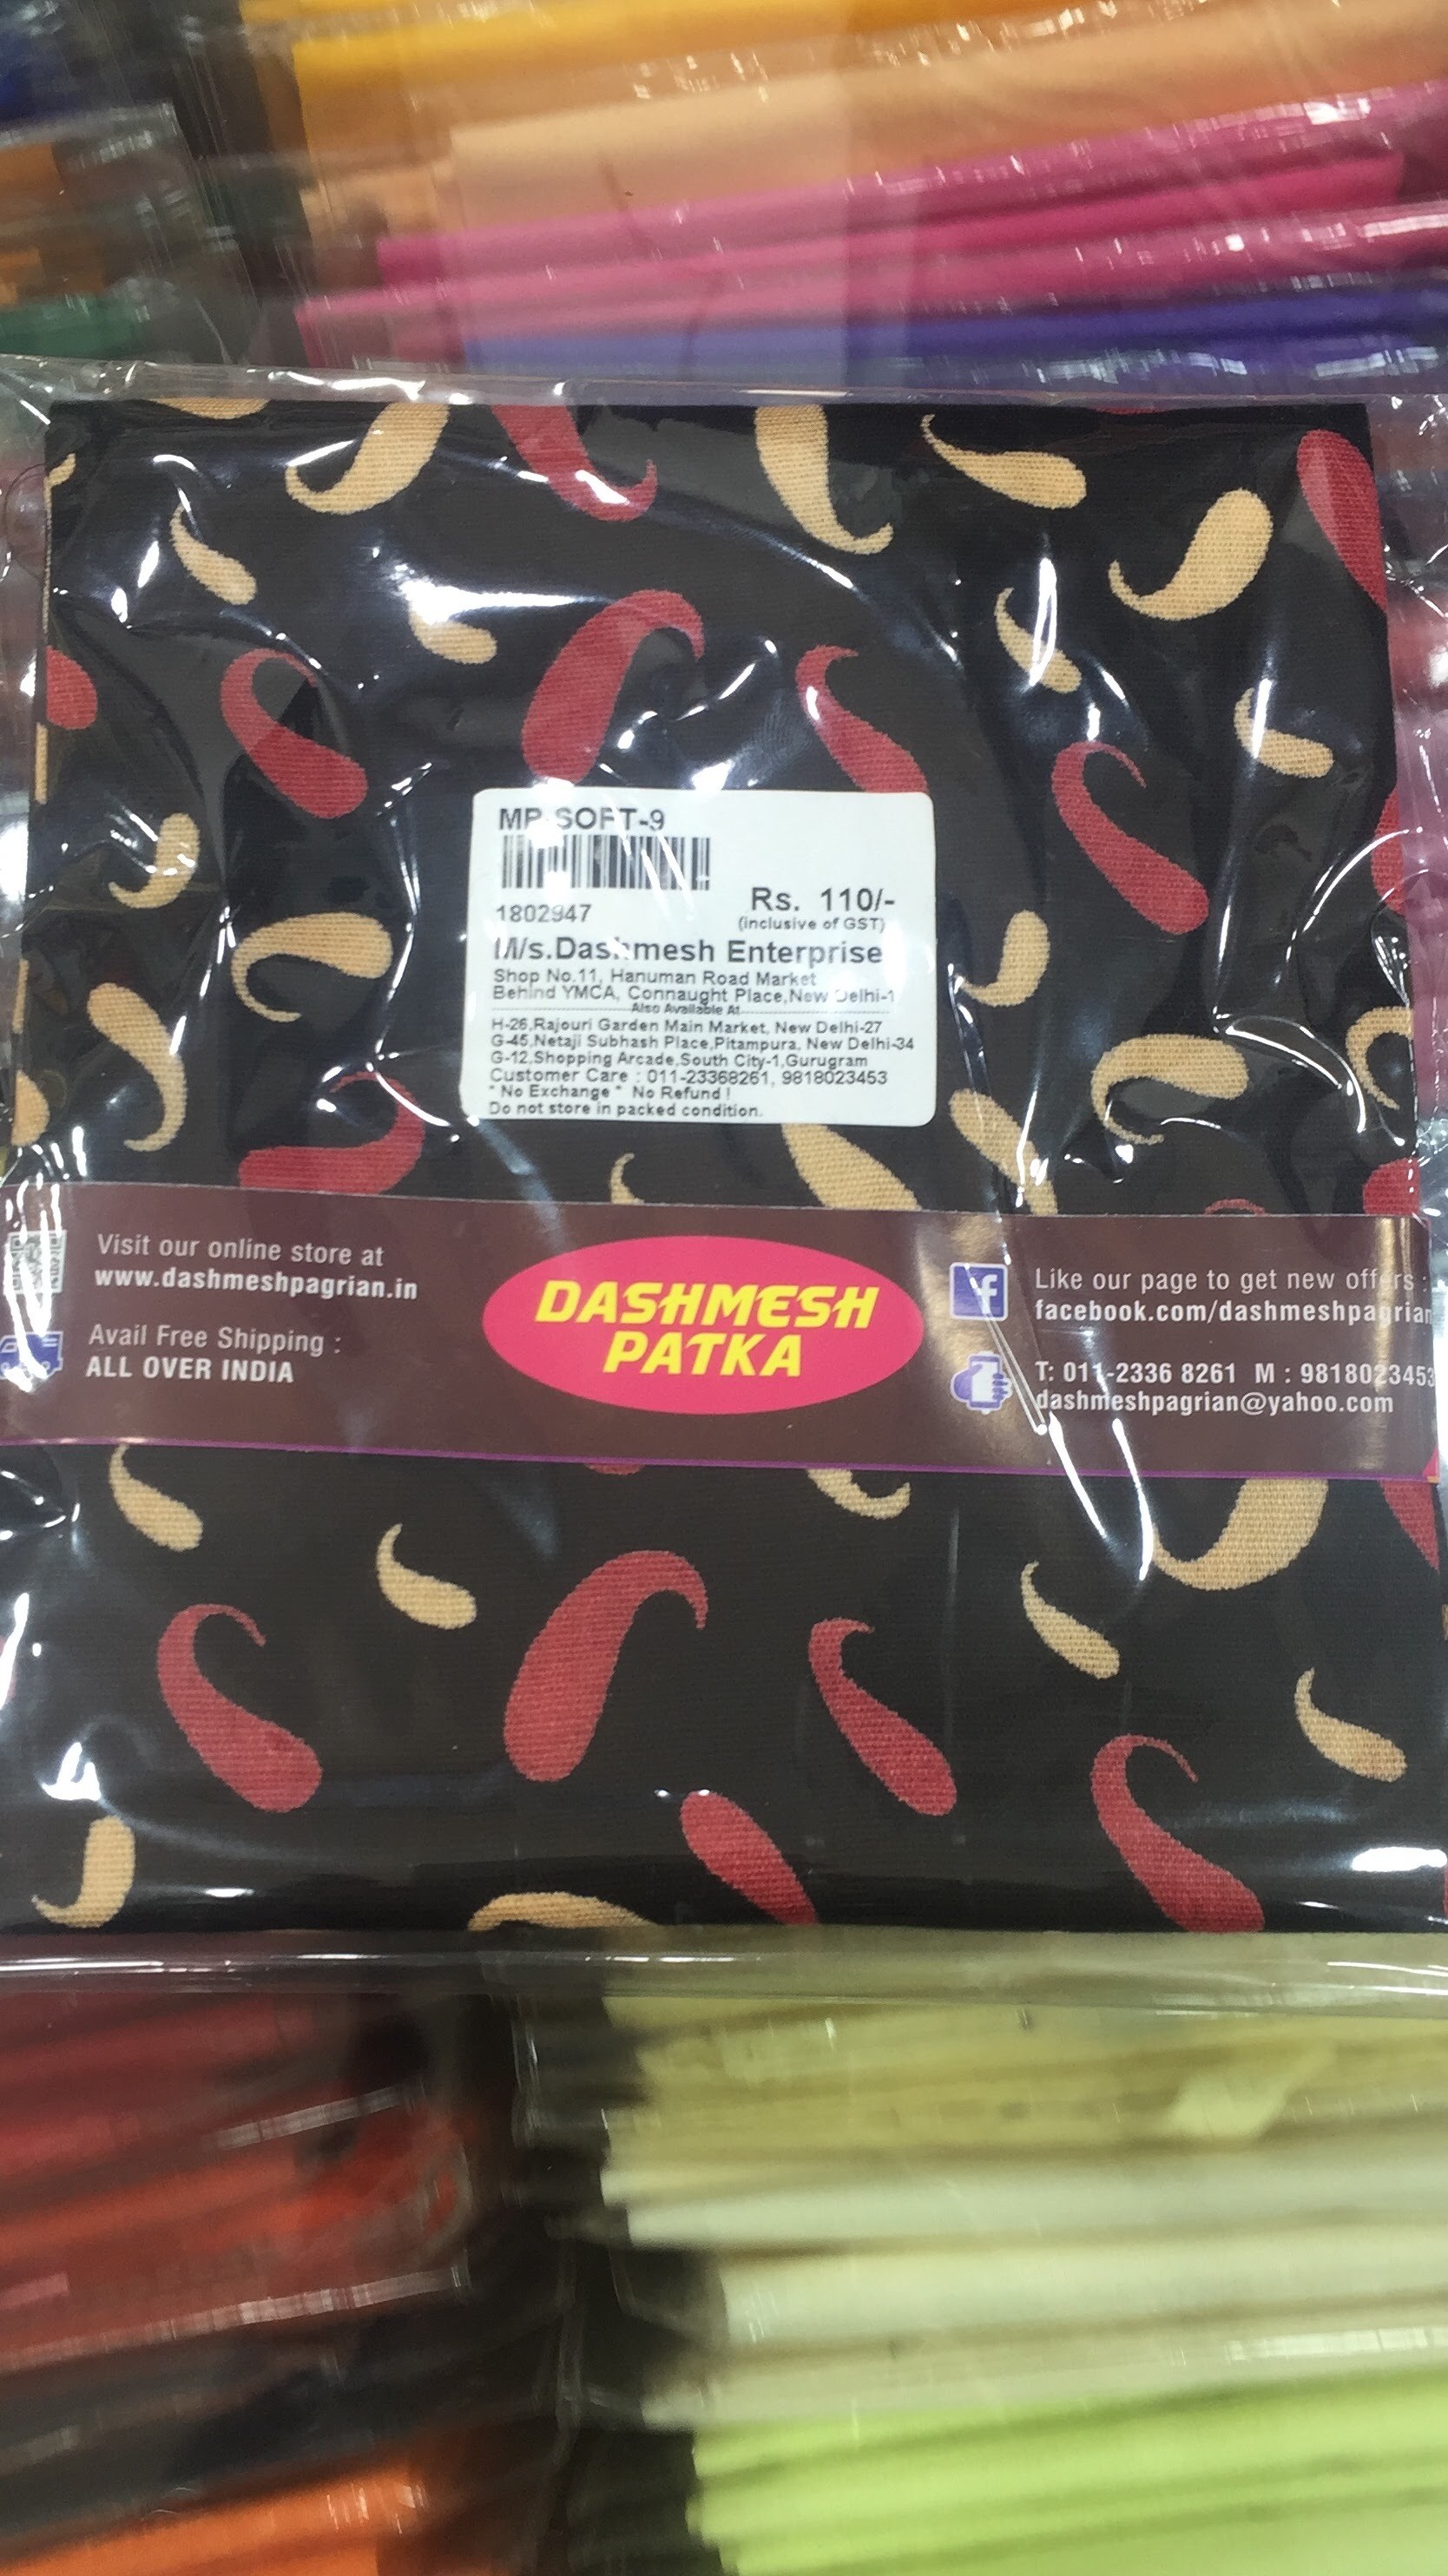 MP SOFT-9
1802947
Rs. 110/-
(inclusive of GST)
M/s.Dashmesh Enterprise
Shop No.11, Hanuman Road Market
Behind YMCA, Connaught Place,New Delhi-1
Also Available At
H-26,Rajouri Garden Main Market, New Delhi-27
G-45,Netaji Subhash Place,Pitampura, New Delhi-34
G-12,Shopping Arcade,South City-1,Gurugram
Customer Care : 011-23368261, 9818023453
* No Exchange * No Refund !
Do not store in packed condition.
Visit our online store at
www.dashmeshpagrian.in
Avail Free Shipping :
ALL OVER INDIA
DASHMESH
PATKA
Like our page to get new offers :
facebook.com/dashmeshpagrian
T: 011-2336 8261 M : 9818023453
dashmeshpagrian@yahoo.com